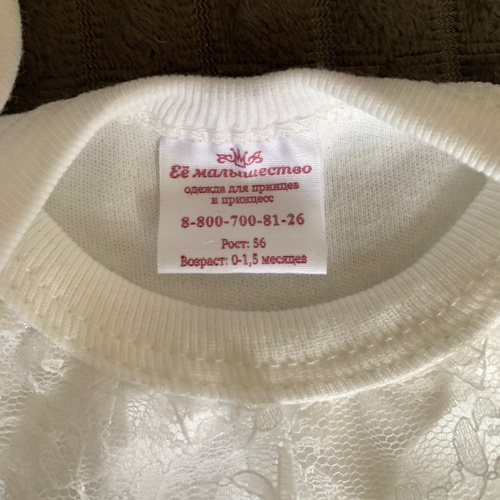 Её малышество
одежда для принцев
и принцесс
8-800-700-81-26
Рост: 56
Возраст: 0-1,5 месяцев